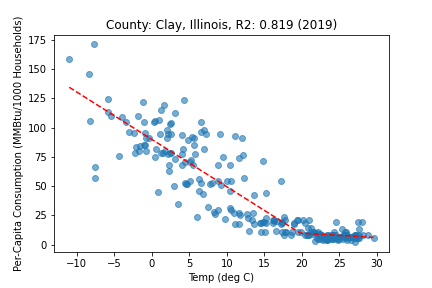 County: Clay, Illinois, R2: 0.819 (2019)
Per-Capita Consumption (MMBtu/1000 Households)
175
150
125
100
75
50
25
0
−10 −5 0 5 10 15 20 25 30
Temp (deg C)